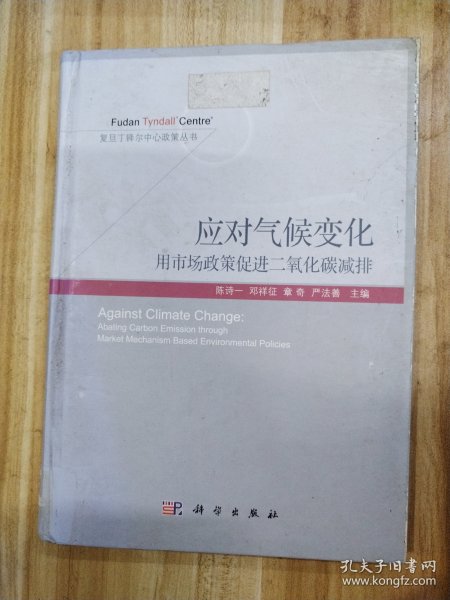 Fudan Tyndall Centre
复旦丁铎尔中心政策丛书
应对气候变化
用市场政策促进二氧化碳减排
陈诗一 邓祥征 章奇 严法善 主编
Against Climate Change:
Abating Carbon Emission through
Market Mechanism Based Environmental Policies
SP 科学出版社
孔夫子旧书网
www.kongfz.com